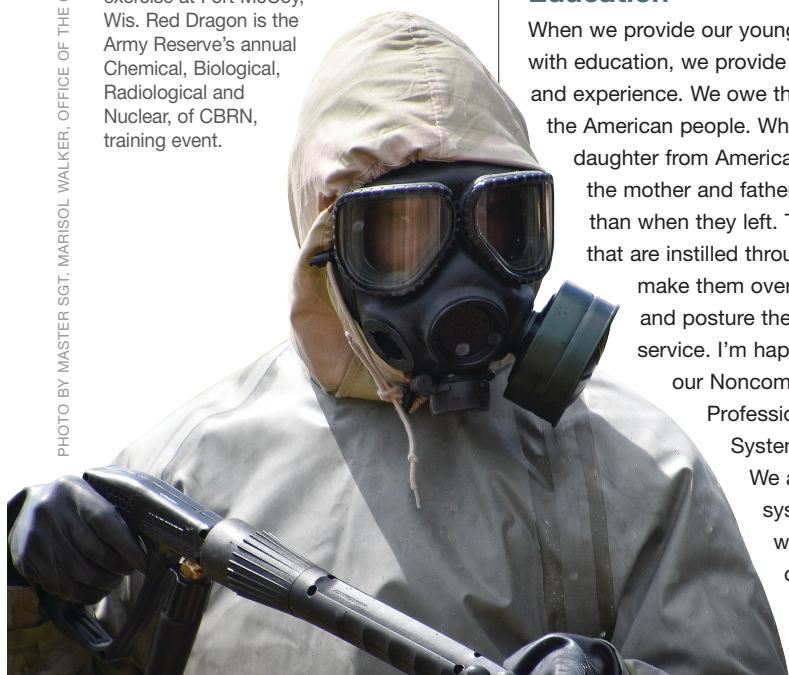 exercise at Fort McCoy,
Wis. Red Dragon is the
Army Reserve’s annual
Chemical, Biological,
Radiological and
Nuclear, of CBRN,
training event.
PHOTO BY MASTER SGT. MARISOL WALKER, OFFICE OF THE
Education
When we provide our young
with education, we provide
and experience. We owe th
the American people. Wh
daughter from America
the mother and father
than when they left. T
that are instilled throu
make them over
and posture the
service. I’m hap
our Noncom
Professio
System
We a
sys
w